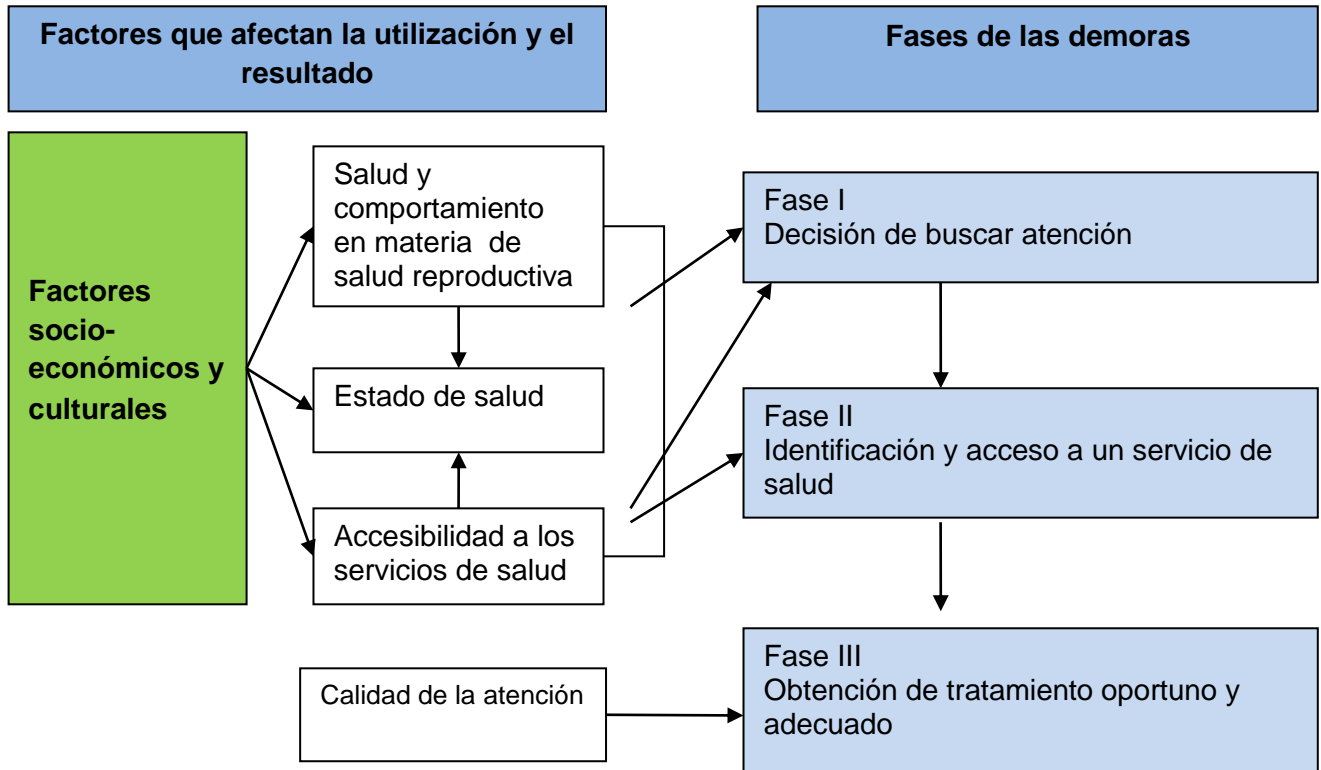 Factores que afectan la utilización y el
resultado
Fases de las demoras
Factores
socio-
económicos y
culturales
Salud y
comportamiento
en materia de
salud reproductiva
Estado de salud
Accesibilidad a los
servicios de salud
Calidad de la atención
Fase I
Decisión de buscar atención
Fase II
Identificación y acceso a un servicio de
salud
Fase III
Obtención de tratamiento oportuno y
adecuado